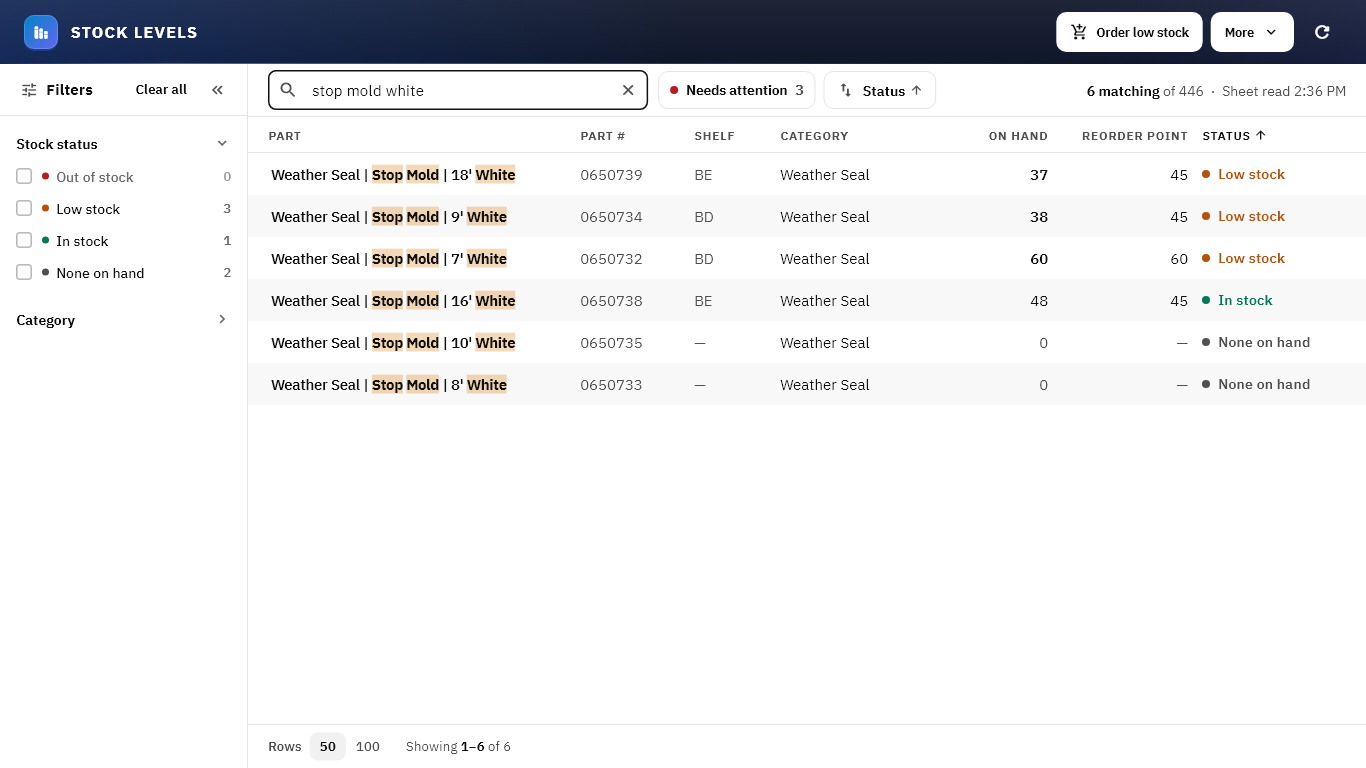 STOCK LEVELS
Order low stock
More
Filters
Clear all
stop mold white
Needs attention 3
Status
6 matching of 446 · Sheet read 2:36 PM
Stock status
Out of stock 0
Low stock 3
In stock 1
None on hand 2
Category
PART PART # SHELF CATEGORY ON HAND REORDER POINT STATUS
Weather Seal | Stop Mold | 18' White 0650739 BE Weather Seal 37 45 Low stock
Weather Seal | Stop Mold | 9' White 0650734 BD Weather Seal 38 45 Low stock
Weather Seal | Stop Mold | 7' White 0650732 BD Weather Seal 60 60 Low stock
Weather Seal | Stop Mold | 16' White 0650738 BE Weather Seal 48 45 In stock
Weather Seal | Stop Mold | 10' White 0650735 — Weather Seal 0 — None on hand
Weather Seal | Stop Mold | 8' White 0650733 — Weather Seal 0 — None on hand
Rows 50 100 Showing 1–6 of 6